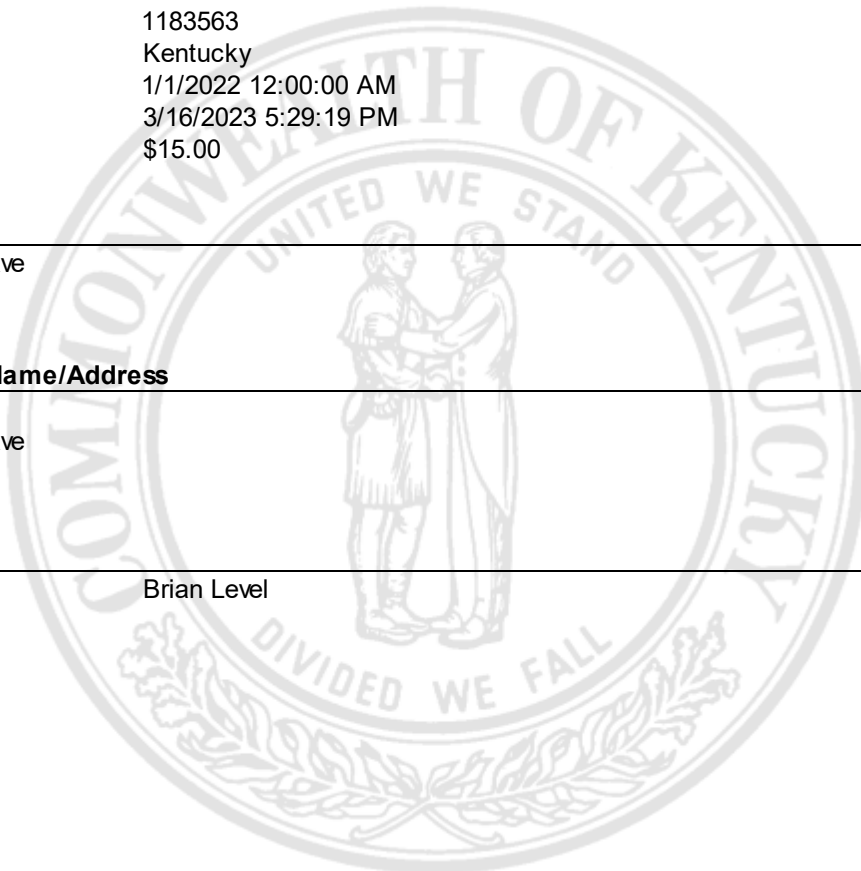 1183563
Kentucky
1/1/2022 12:00:00 AM
3/16/2023 5:29:19 PM
$15.00
COMMONWEALTH OF KENTUCKY
UNITED WE STAND
ve
lame/Address
ve
Brian Level
DIVIDED WE FALL